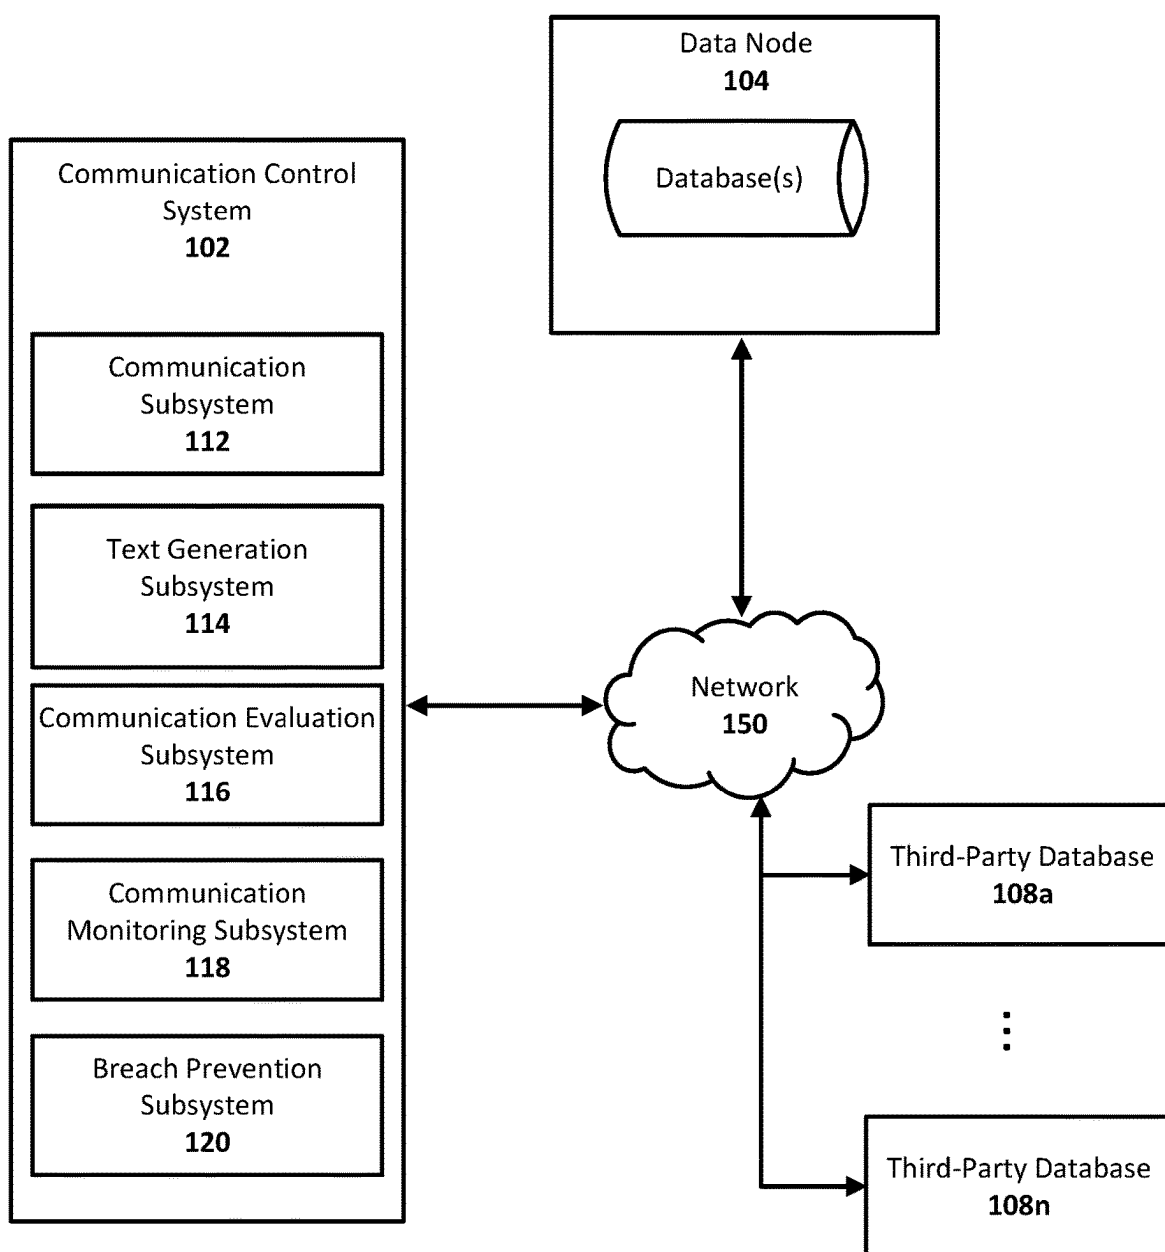 Data Node
104
Database(s)
Communication Control
System
102
Communication
Subsystem
112
Text Generation
Subsystem
114
Communication Evaluation
Subsystem
116
Communication
Monitoring Subsystem
118
Breach Prevention
Subsystem
120
Network
150
Third-Party Database
108a
Third-Party Database
108n